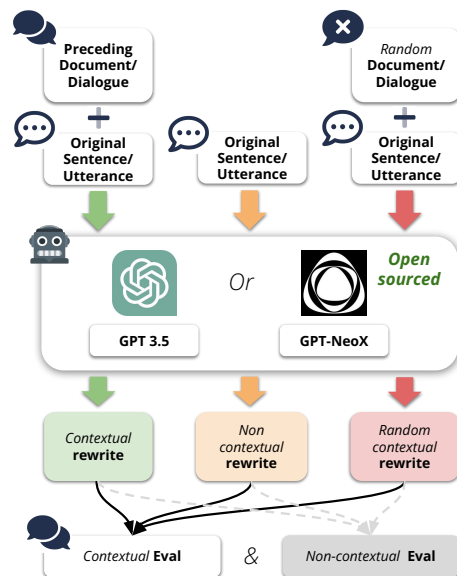 Preceding
Document/
Dialogue
Random
Document/
Dialogue
Original
Sentence/
Utterance
Original
Sentence/
Utterance
Original
Sentence/
Utterance
Or
Open
sourced
GPT 3.5
GPT-NeoX
Contextual
rewrite
Non
contextual
rewrite
Random
contextual
rewrite
Contextual Eval
&
Non-contextual Eval